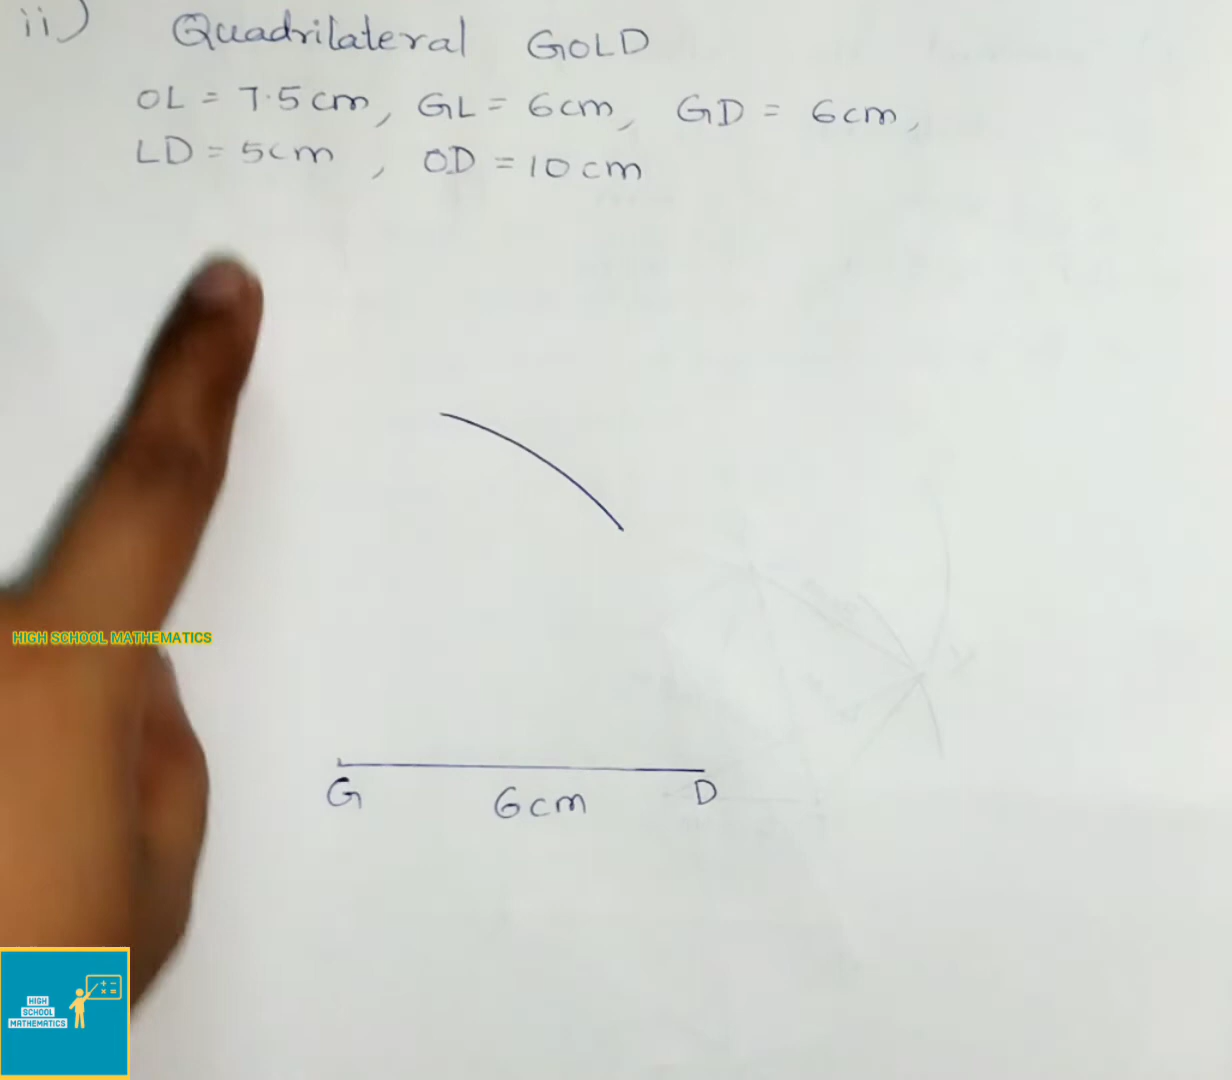 ii) Quadrilateral GOLD
OL = 7.5 cm, GL = 6 cm, GD = 6 cm,
LD = 5 cm, OD = 10 cm
HIGH SCHOOL MATHEMATICS
G 6 cm D
HIGH
SCHOOL
MATHEMATICS
+ -
× =